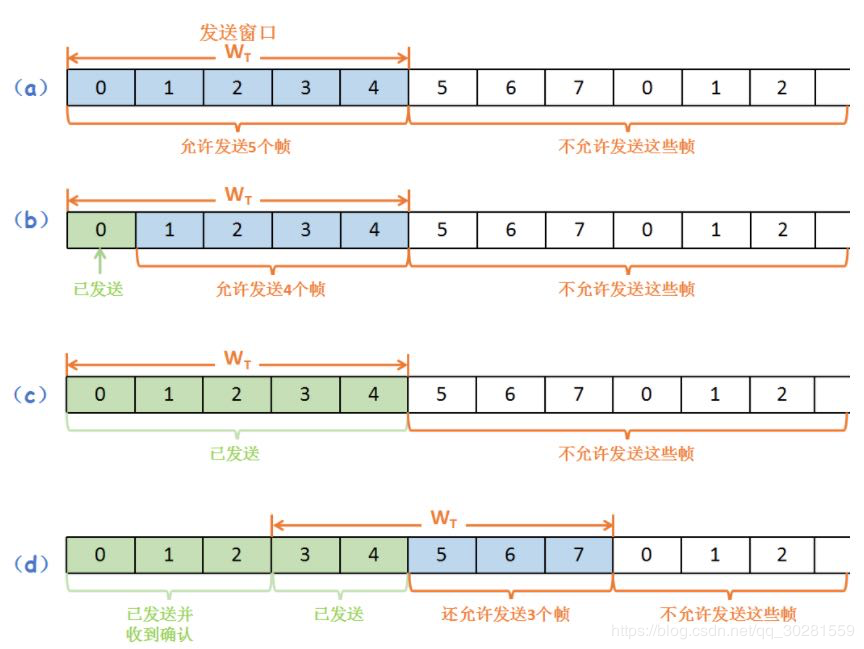 发送窗口
WT
(a) 0 1 2 3 4 5 6 7 0 1 2
允许发送5个帧 不允许发送这些帧
WT
(b) 0 1 2 3 4 5 6 7 0 1 2
已发送 允许发送4个帧 不允许发送这些帧
WT
(c) 0 1 2 3 4 5 6 7 0 1 2
已发送 不允许发送这些帧
WT
(d) 0 1 2 3 4 5 6 7 0 1 2
已发送并 已发送 还允许发送3个帧 不允许发送这些帧
收到确认
https://blog.csdn.net/qq_30281559